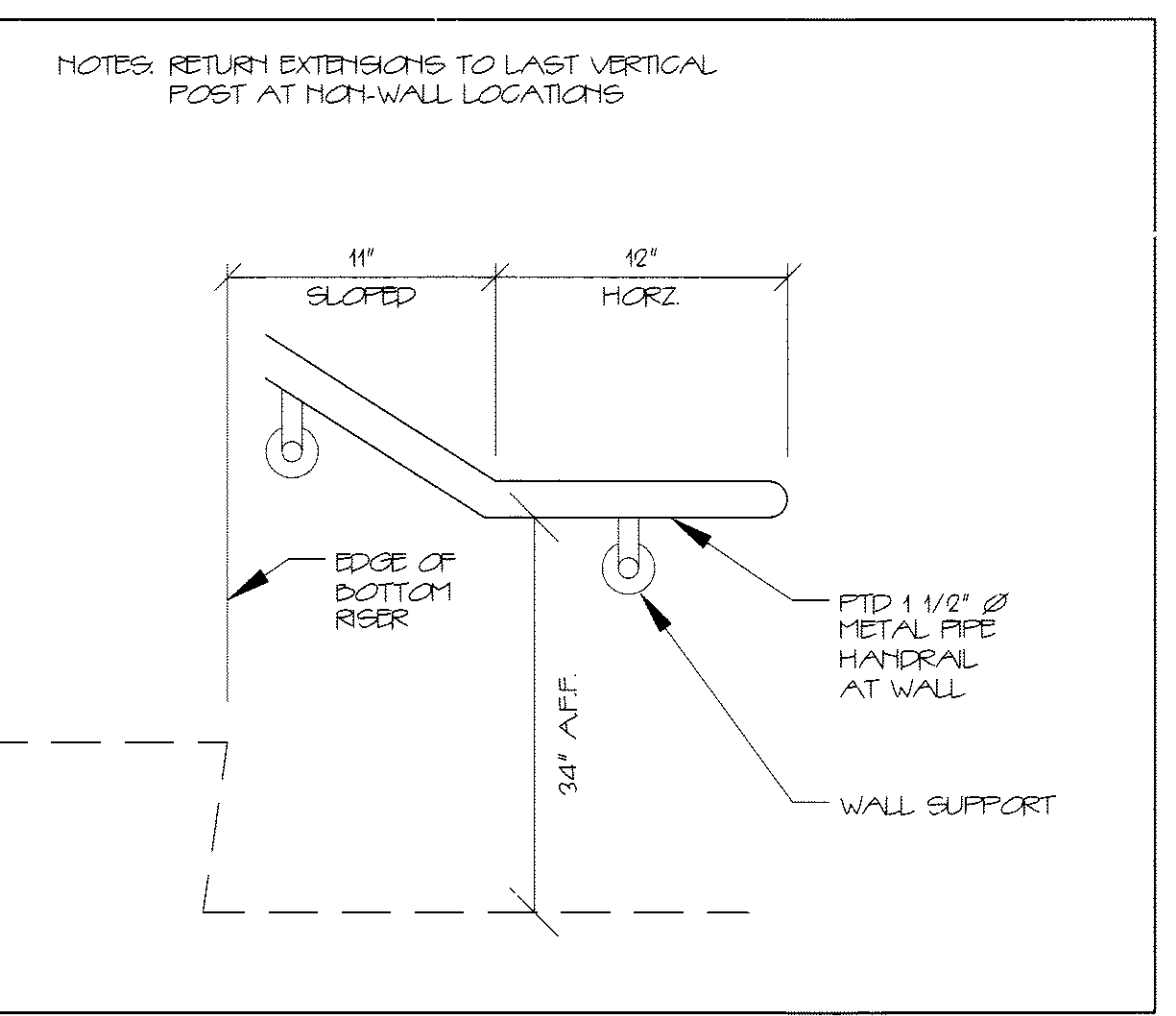 NOTES: RETURN EXTENSIONS TO LAST VERTICAL
POST AT NON-WALL LOCATIONS
11"
SLOPED
12"
HORZ.
EDGE OF
BOTTOM
RISER
34" A.F.F.
PTD 1 1/2" Ø
METAL PIPE
HANDRAIL
AT WALL
WALL SUPPORT